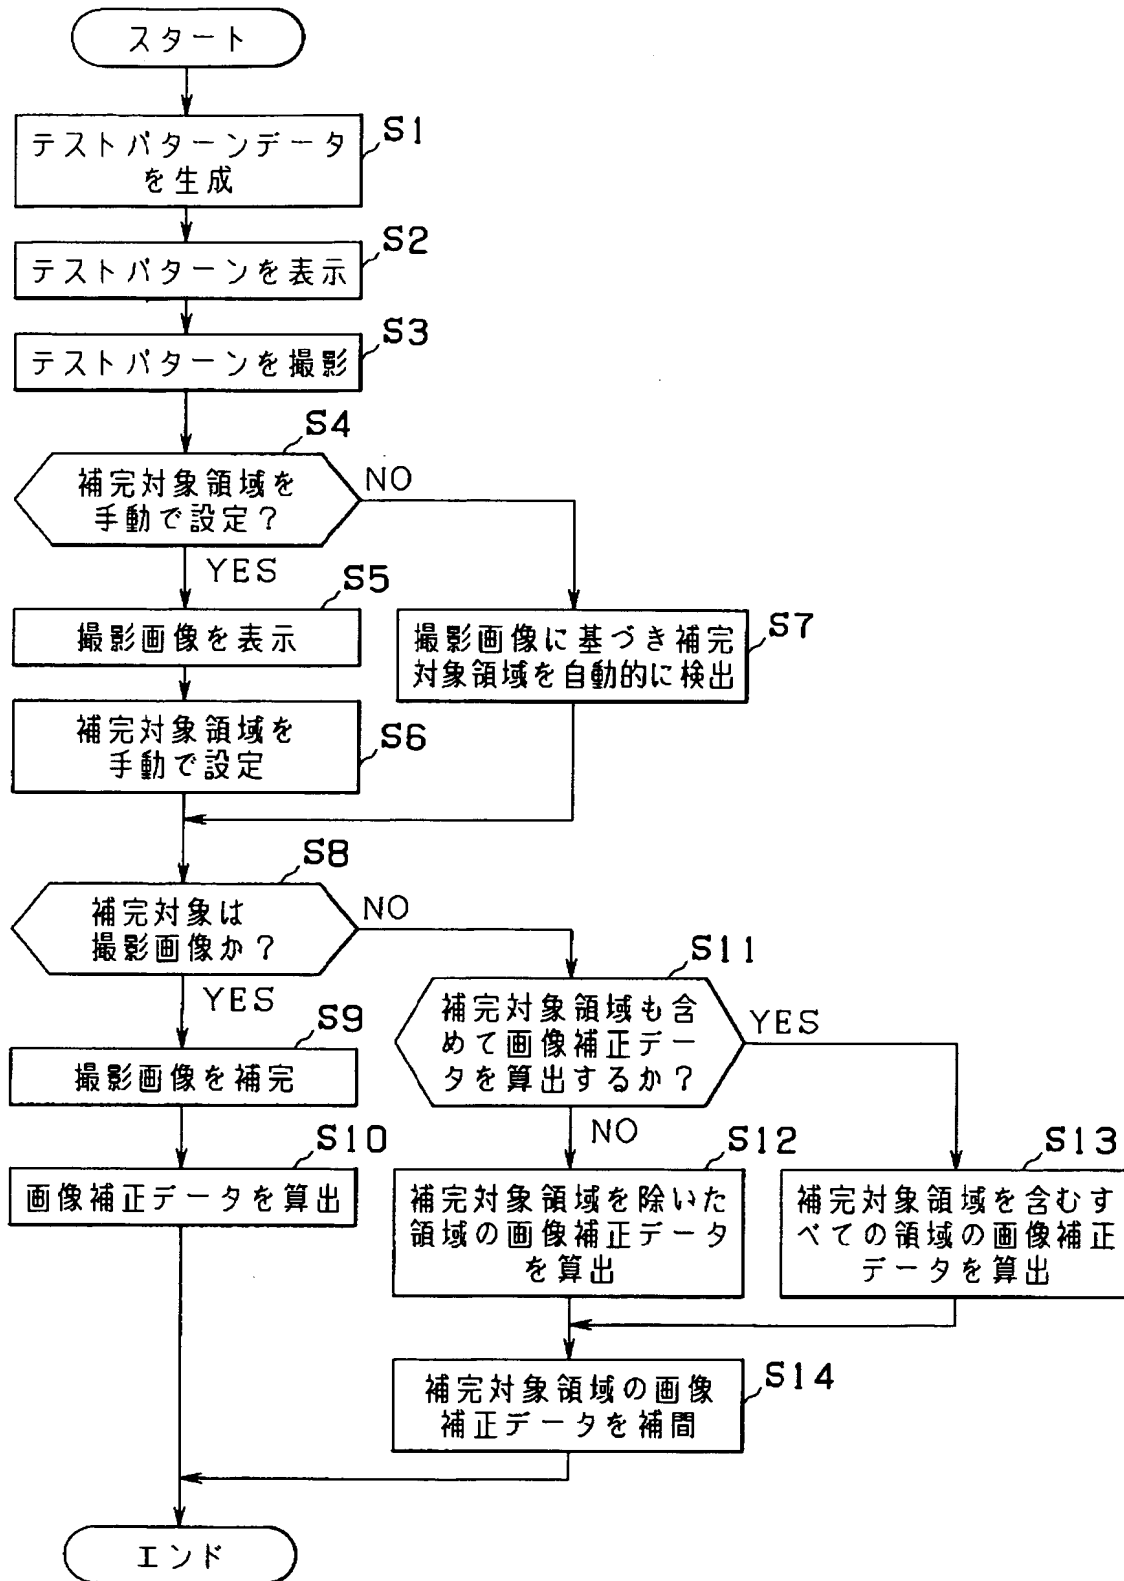 スタート
S1
テストパターンデータ
を生成
S2
テストパターンを表示
S3
テストパターンを撮影
S4
補完対象領域を
手動で設定？
NO
YES
S5
撮影画像を表示
S7
撮影画像に基づき補完
対象領域を自動的に検出
S6
補完対象領域を
手動で設定
S8
補完対象は
撮影画像か？
NO
YES
S11
補完対象領域も含
めて画像補正デー
タを算出するか？
YES
NO
S9
撮影画像を補完
S10
画像補正データを算出
S12
補完対象領域を除いた
領域の画像補正データ
を算出
S13
補完対象領域を含むす
べての領域の画像補正
データを算出
S14
補完対象領域の画像
補正データを補間
エンド